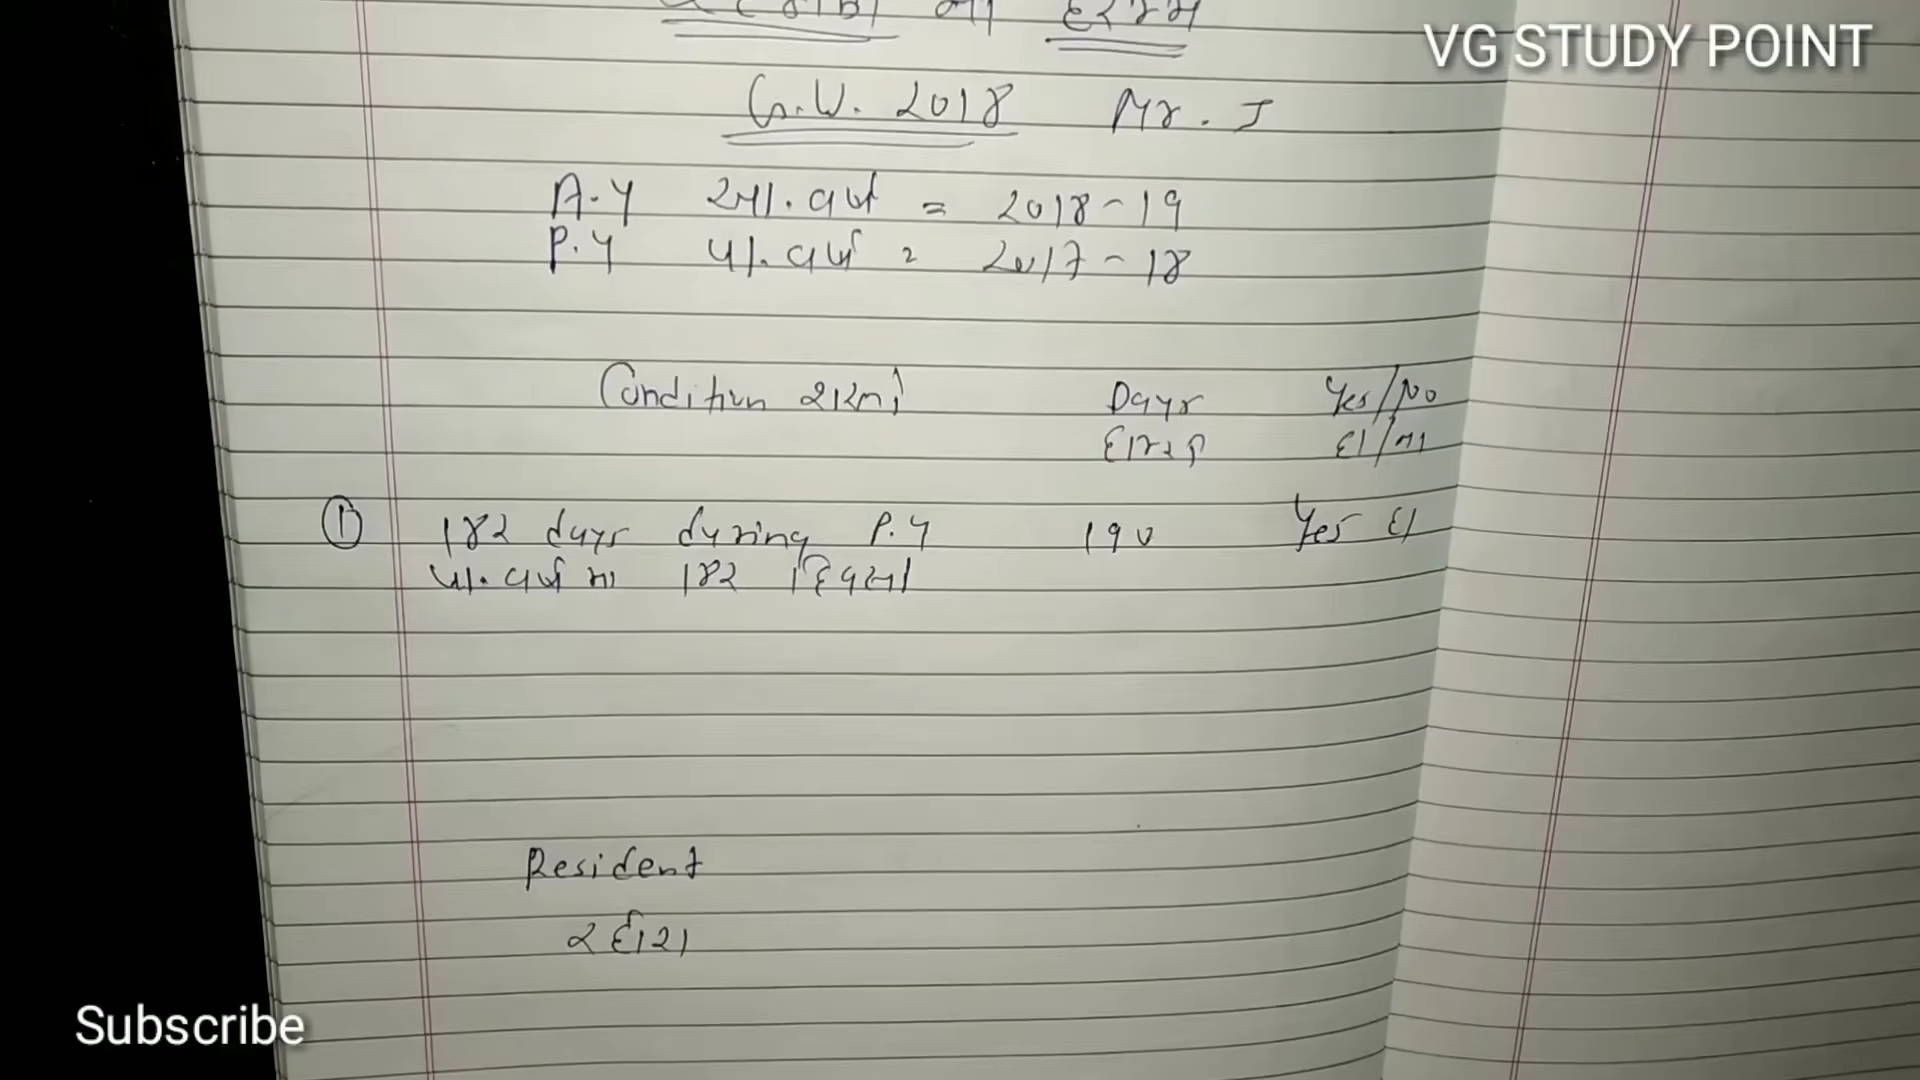 VG STUDY POINT
ના
G.U. 2018 Mr. J
A.Y આ. વર્ષ = 2018-19
P.Y પા. વર્ષ = 2017-18
Condition શરતો Days Yes/No
હાજરી હા/ના
① 182 days during P.Y 190 Yes હા
પા. વર્ષ માં 182 દિવસો
Resident
રહીશ
Subscribe